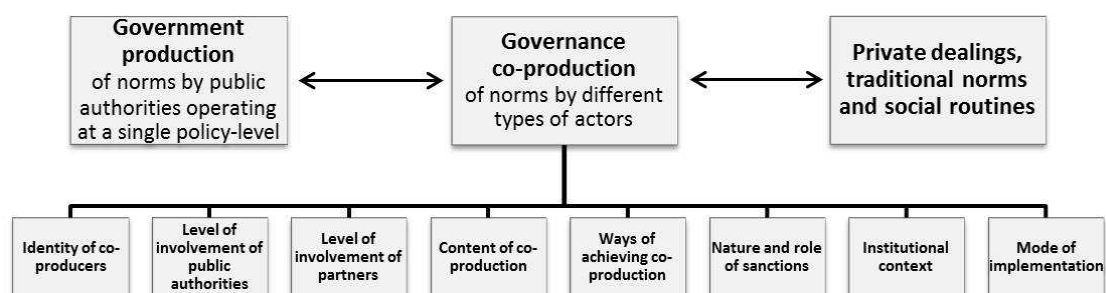 Government
production
of norms by public
authorities operating
at a single policy-level
Governance
co-production
of norms by different
types of actors
Private dealings,
traditional norms
and social routines
Identity of co-
producers
Level of
involvement of
public
authorities
Level of
involvement of
partners
Content of co-
production
Ways of
achieving co-
production
Nature and role
of sanctions
Institutional
context
Mode of
implementation